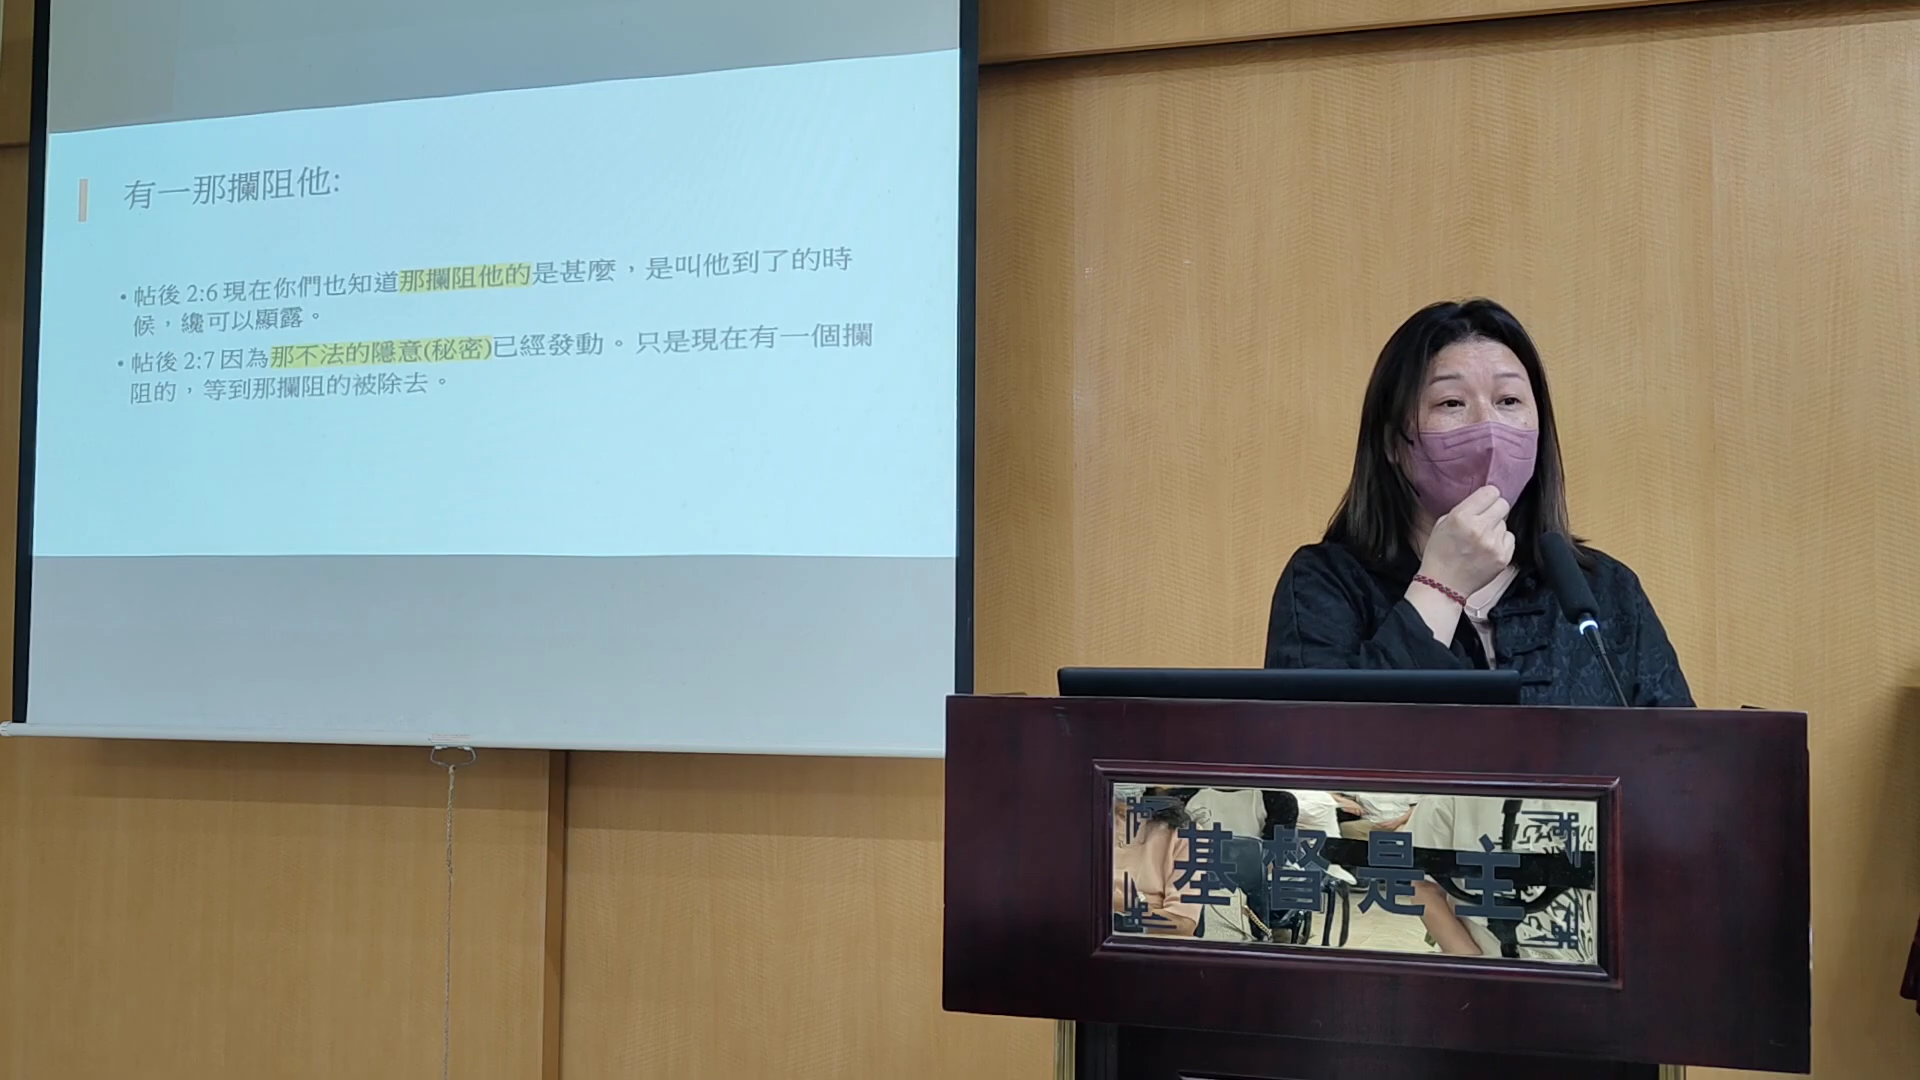 有一那攔阻他:
• 帖後 2:6 現在你們也知道那攔阻他的是甚麼，是叫他到了的時
候，纔可以顯露。
• 帖後 2:7 因為那不法的隱意(秘密)已經發動。只是現在有一個攔
阻的，等到那攔阻的被除去。
基督是主